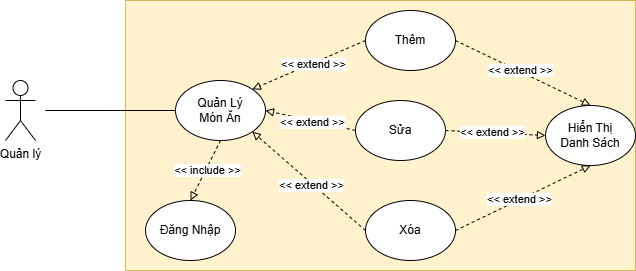 Thêm
<< extend >>
<< extend >>
Quản Lý
Món Ăn
<< extend >>
Sửa
<< extend >>
Hiển Thị
Danh Sách
Quản lý
<< include >>
<< extend >>
<< extend >>
Đăng Nhập
Xóa